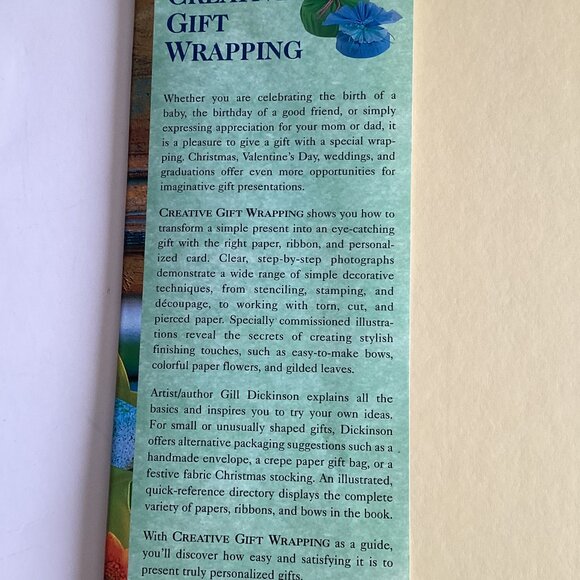 CREATIVE
GIFT
WRAPPING
Whether you are celebrating the birth of a
baby, the birthday of a good friend, or simply
expressing appreciation for your mom or dad, it
is a pleasure to give a gift with a special wrap-
ping. Christmas, Valentine's Day, weddings, and
graduations offer even more opportunities for
imaginative gift presentations.
CREATIVE GIFT WRAPPING shows you how to
transform a simple present into an eye-catching
gift with the right paper, ribbon, and personal-
ized card. Clear, step-by-step photographs
demonstrate a wide range of simple decorative
techniques, from stenciling, stamping, and
découpage, to working with torn, cut, and
pierced paper. Specially commissioned illustra-
tions reveal the secrets of creating stylish
finishing touches, such as easy-to-make bows,
colorful paper flowers, and gilded leaves.
Artist/author Gill Dickinson explains all the
basics and inspires you to try your own ideas.
For small or unusually shaped gifts, Dickinson
offers alternative packaging suggestions such as a
handmade envelope, a crepe paper gift bag, or a
festive fabric Christmas stocking. An illustrated,
quick-reference directory displays the complete
variety of papers, ribbons, and bows in the book.
With CREATIVE GIFT WRAPPING as a guide,
you'll discover how easy and satisfying it is to
present truly personalized gifts.